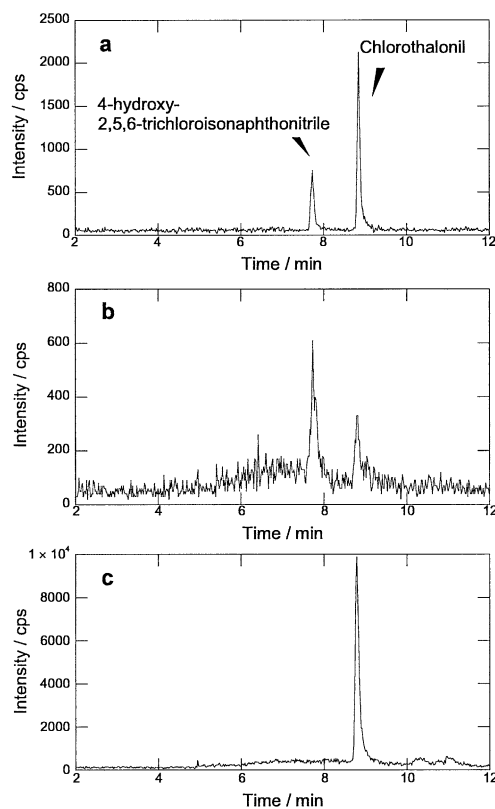 2500
a
Chlorothalonil
2000
4-hydroxy-
2,5,6-trichloroisonaphthonitrile
1500
1000
500
0
Intensity / cps
2 4 6 8 10 12
Time / min
800
b
600
400
200
0
Intensity / cps
2 4 6 8 10 12
Time / min
1 × 10⁴
c
8000
6000
4000
2000
0
Intensity / cps
2 4 6 8 10 12
Time / min